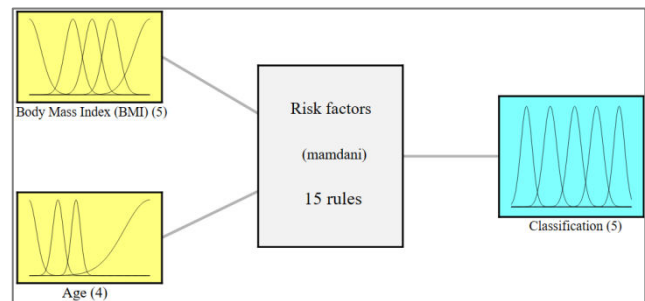 Body Mass Index (BMI) (5)
Risk factors
(mamdani)
15 rules
Classification (5)
Age (4)